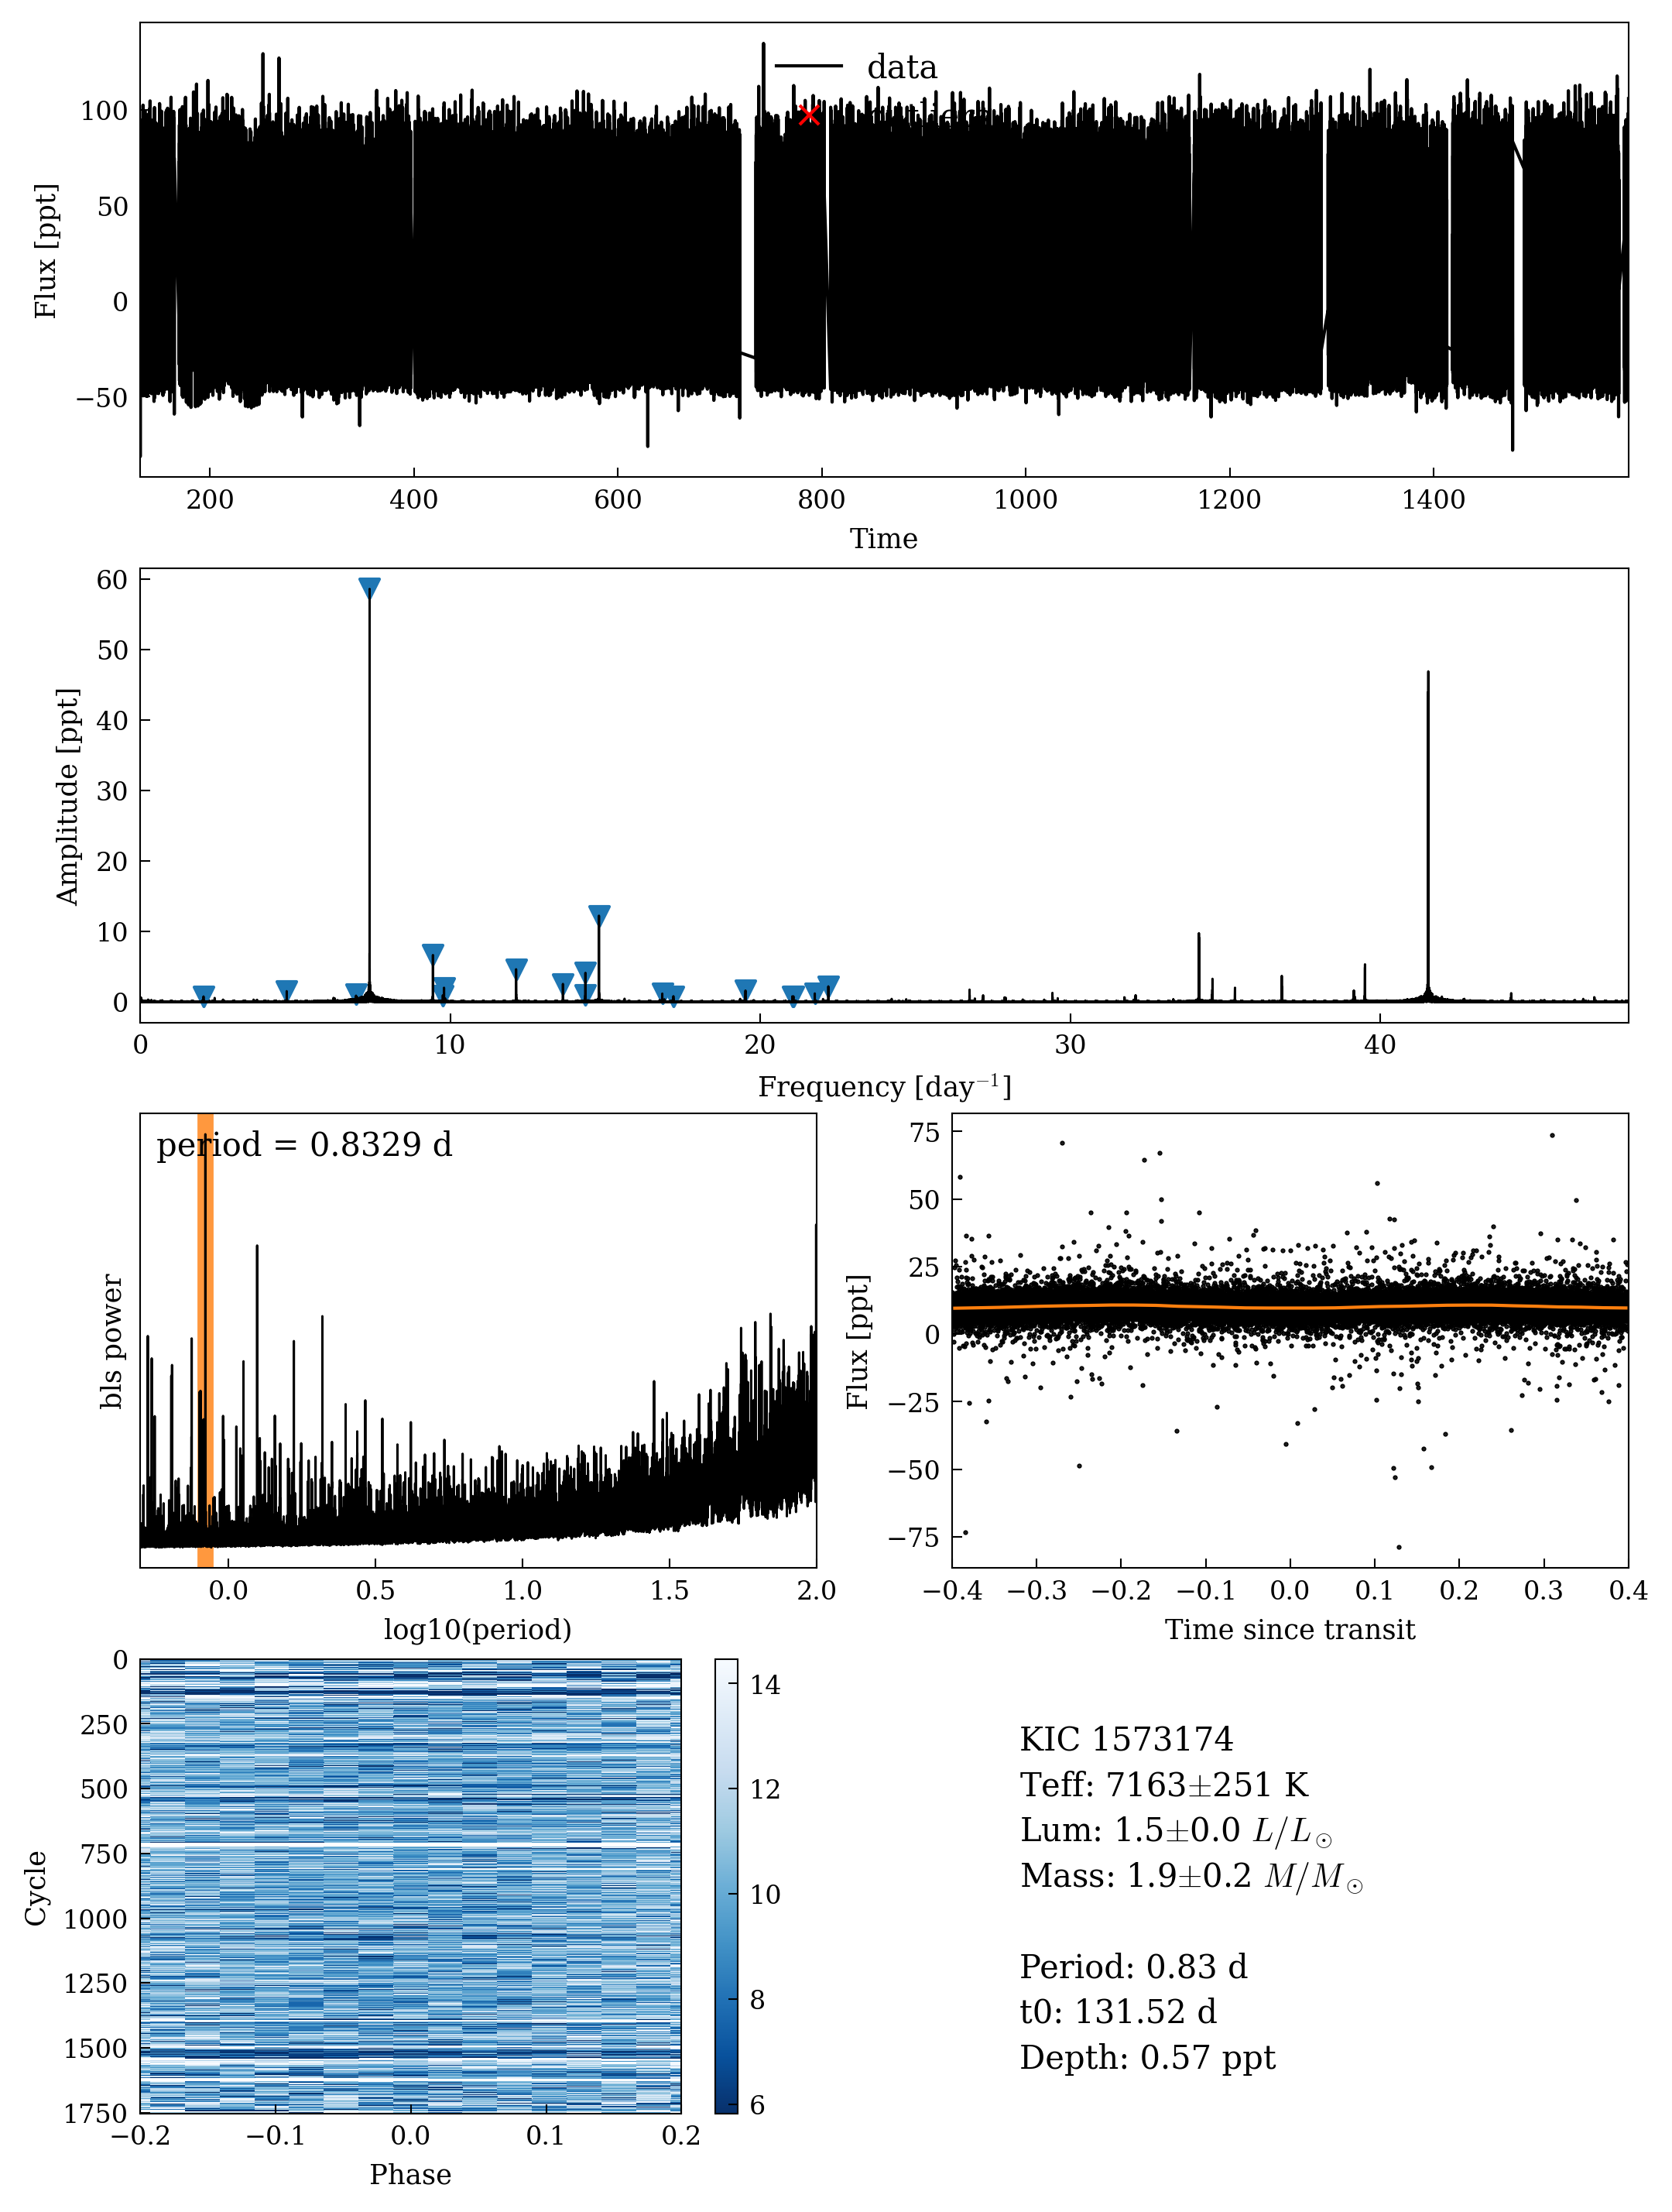 data
100
50
0
−50
Flux [ppt]
200 400 600 800 1000 1200 1400
Time
60
50
40
30
20
10
0
Amplitude [ppt]
0 10 20 30 40
Frequency [day⁻¹]
period = 0.8329 d
bls power
0.0 0.5 1.0 1.5 2.0
log10(period)
75
50
25
0
−25
−50
−75
Flux [ppt]
−0.4 −0.3 −0.2 −0.1 0.0 0.1 0.2 0.3 0.4
Time since transit
0
250
500
750
1000
1250
1500
1750
Cycle
−0.2 −0.1 0.0 0.1 0.2
Phase
14
12
10
8
6
KIC 1573174
Teff: 7163±251 K
Lum: 1.5±0.0 L/L⊙
Mass: 1.9±0.2 M/M⊙
Period: 0.83 d
t0: 131.52 d
Depth: 0.57 ppt